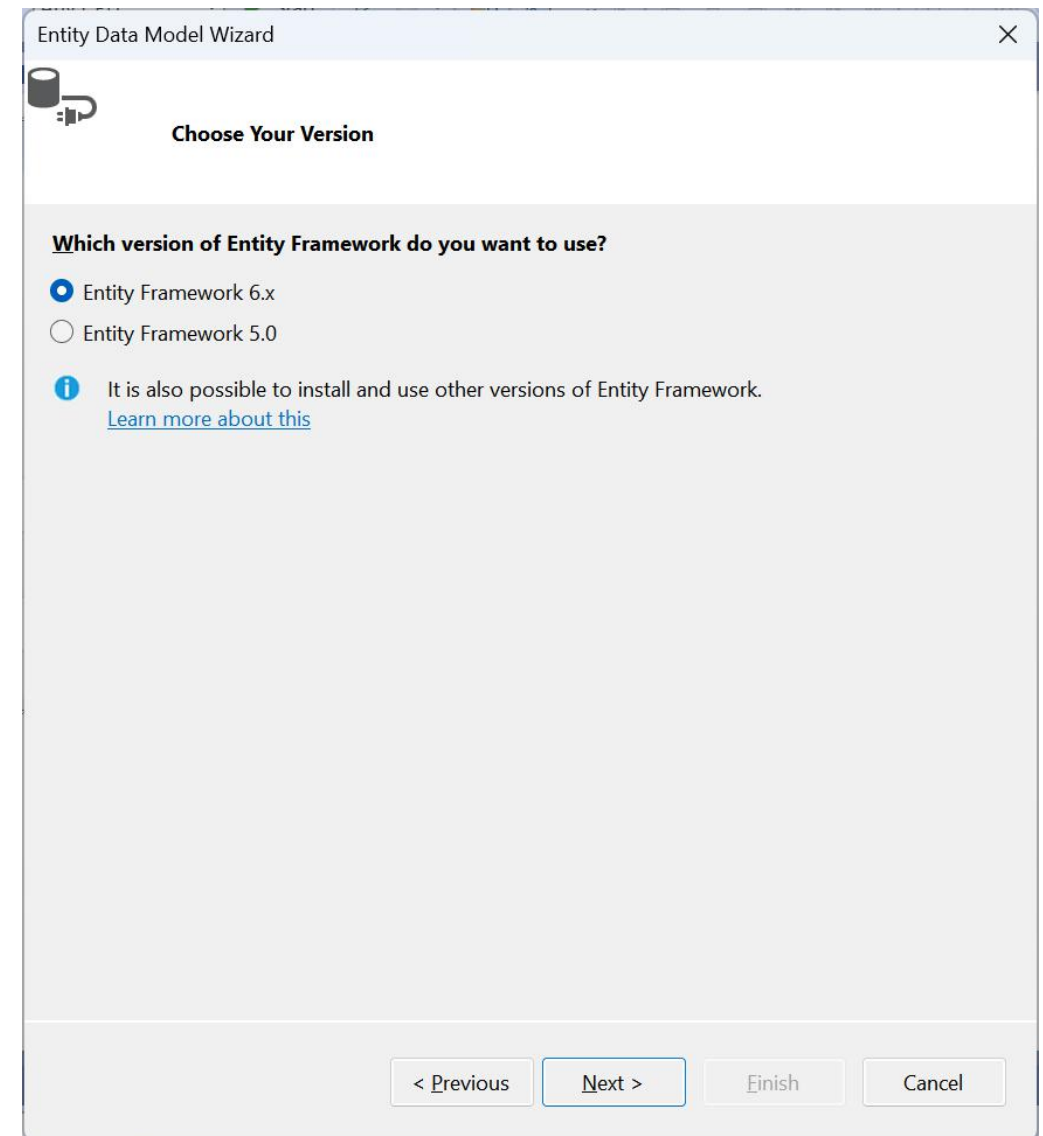 Entity Data Model Wizard
Choose Your Version
Which version of Entity Framework do you want to use?
Entity Framework 6.x
Entity Framework 5.0
It is also possible to install and use other versions of Entity Framework.
Learn more about this
< Previous
Next >
Finish
Cancel